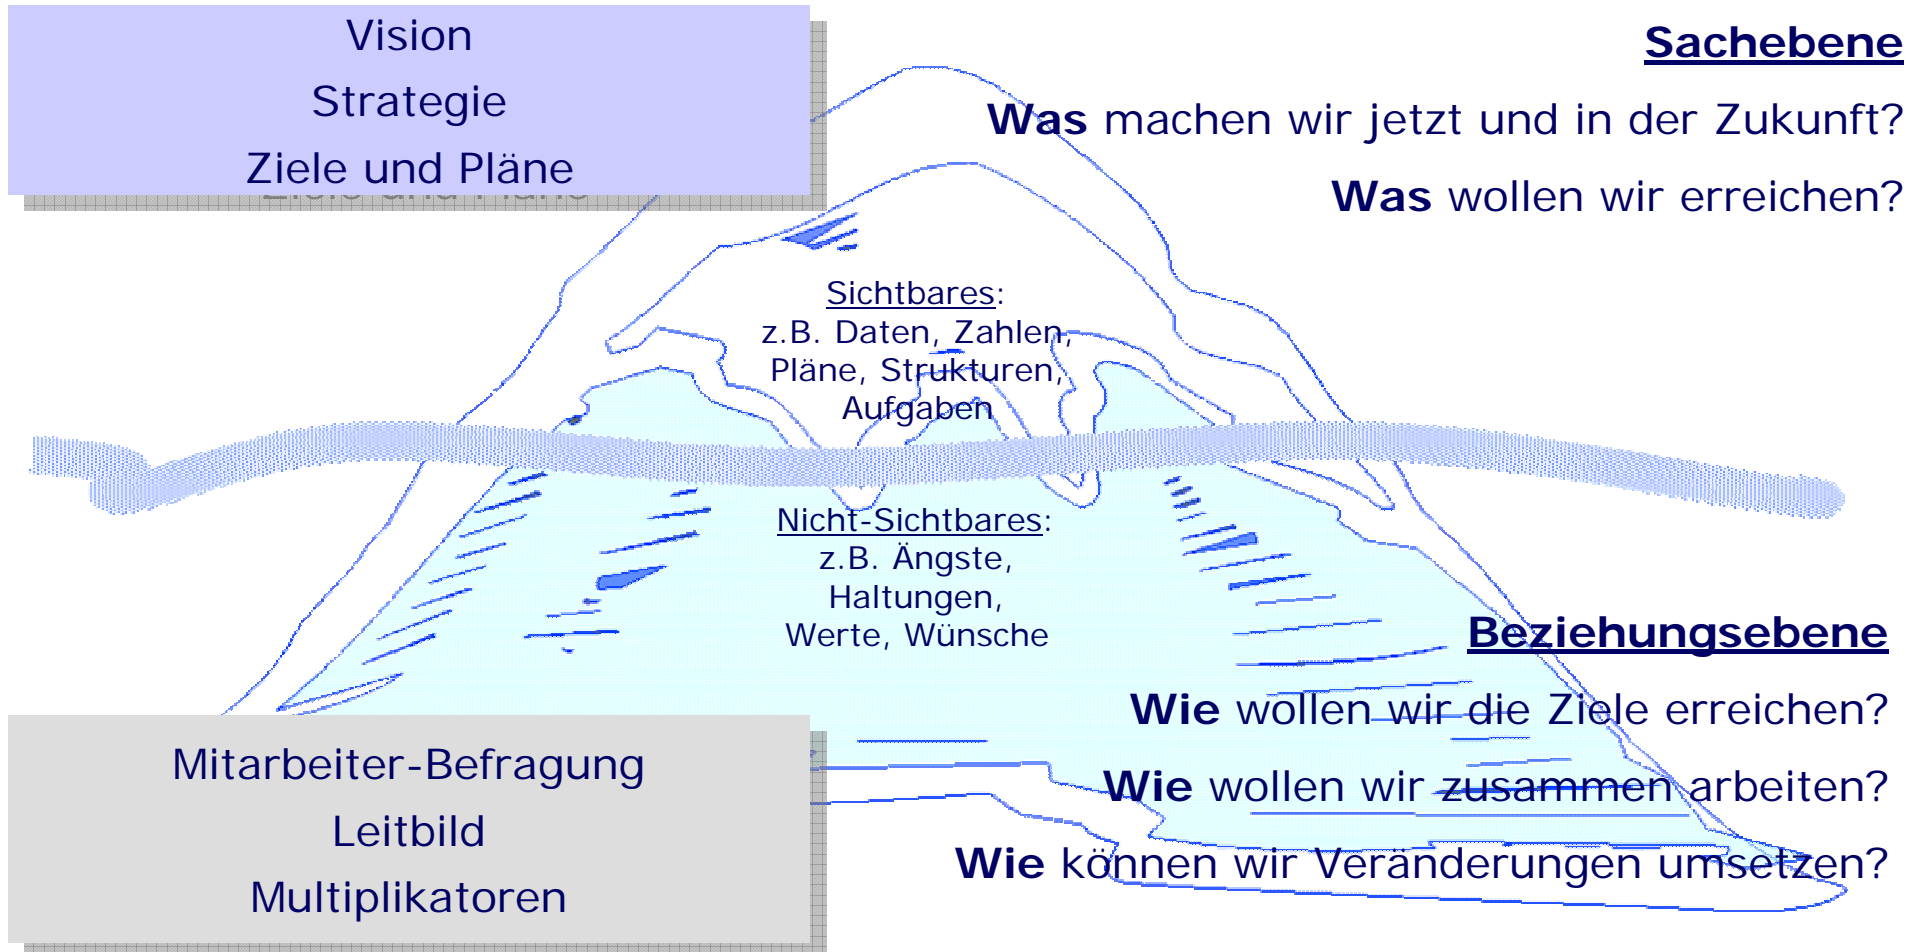 Vision
Strategie
Ziele und Pläne
Sachebene
Was machen wir jetzt und in der Zukunft?
Was wollen wir erreichen?
Sichtbares:
z.B. Daten, Zahlen,
Pläne, Strukturen,
Aufgaben
Nicht-Sichtbares:
z.B. Ängste,
Haltungen,
Werte, Wünsche
Beziehungsebene
Wie wollen wir die Ziele erreichen?
Wie wollen wir zusammen arbeiten?
Wie können wir Veränderungen umsetzen?
Mitarbeiter-Befragung
Leitbild
Multiplikatoren